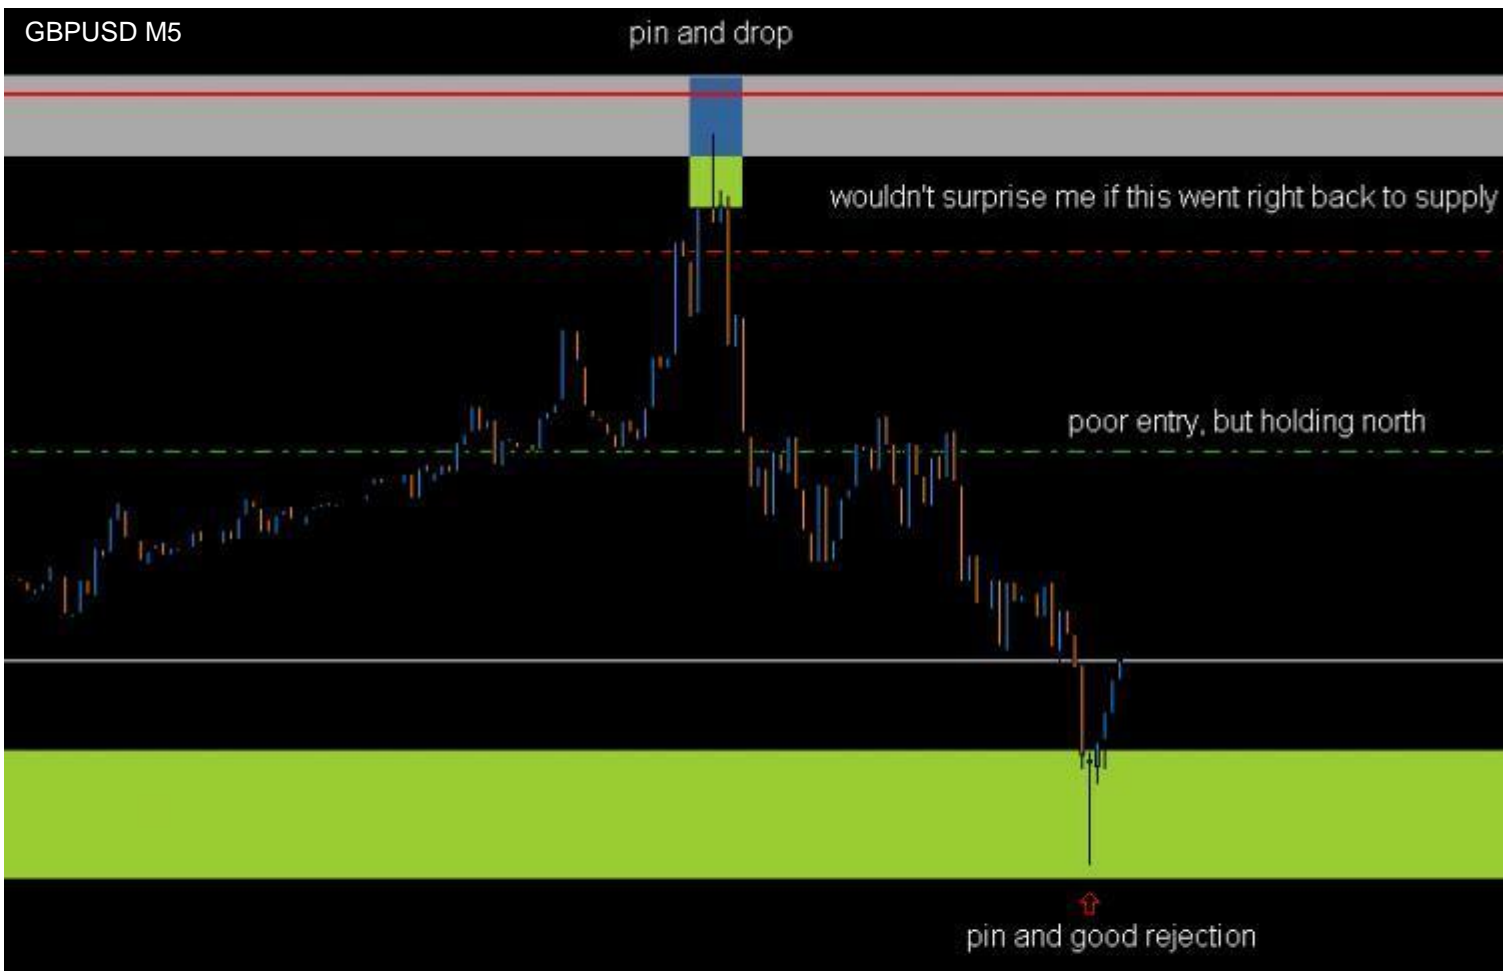 GBPUSD M5
pin and drop
wouldn't surprise me if this went right back to supply
poor entry, but holding north
pin and good rejection